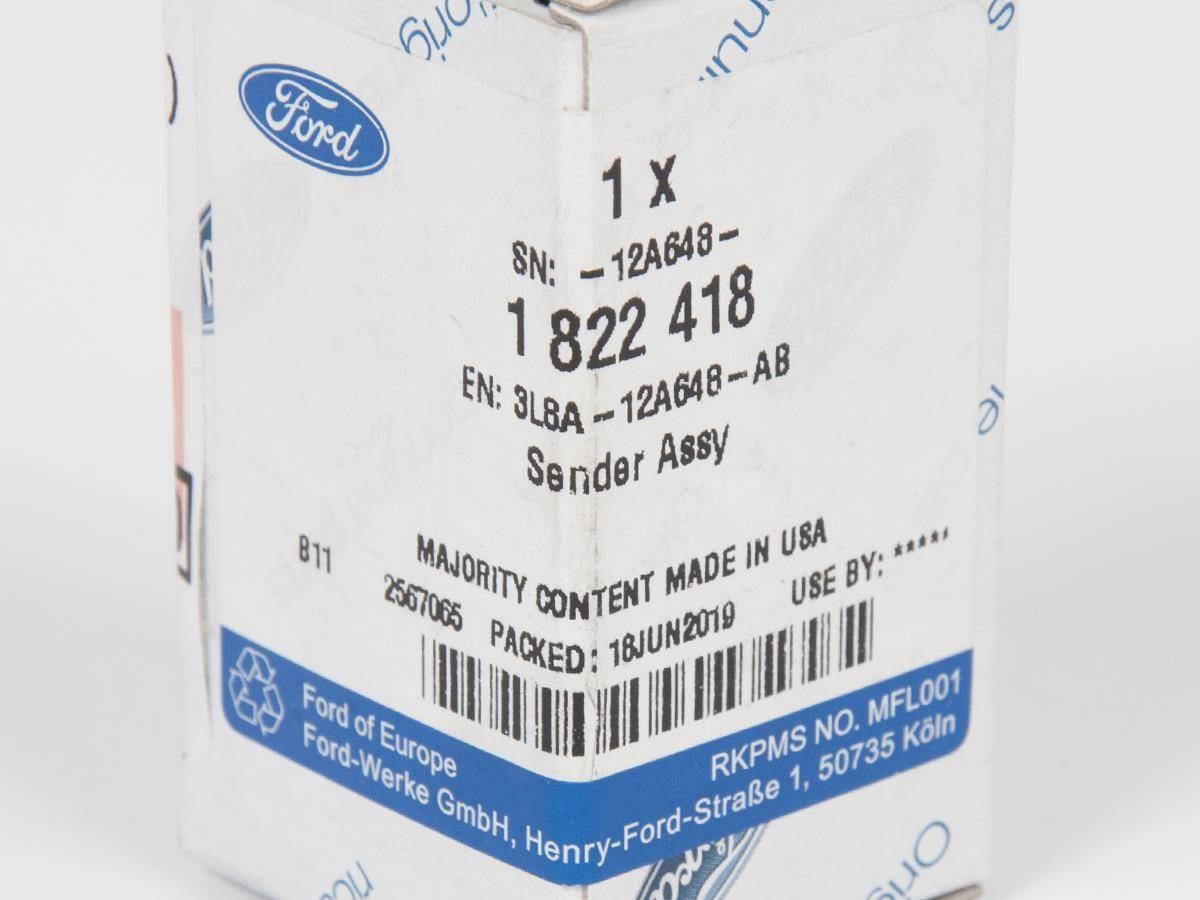 Ford
1 X
SN: -12A648-
1 822 418
EN: 3L8A-12A648-AB
Sender Assy
B11
MAJORITY CONTENT MADE IN USA
2567065 PACKED: 18JUN2019 USE BY: *****
Ford of Europe
RKPMS NO. MFL001
Ford-Werke GmbH, Henry-Ford-Straße 1, 50735 Köln